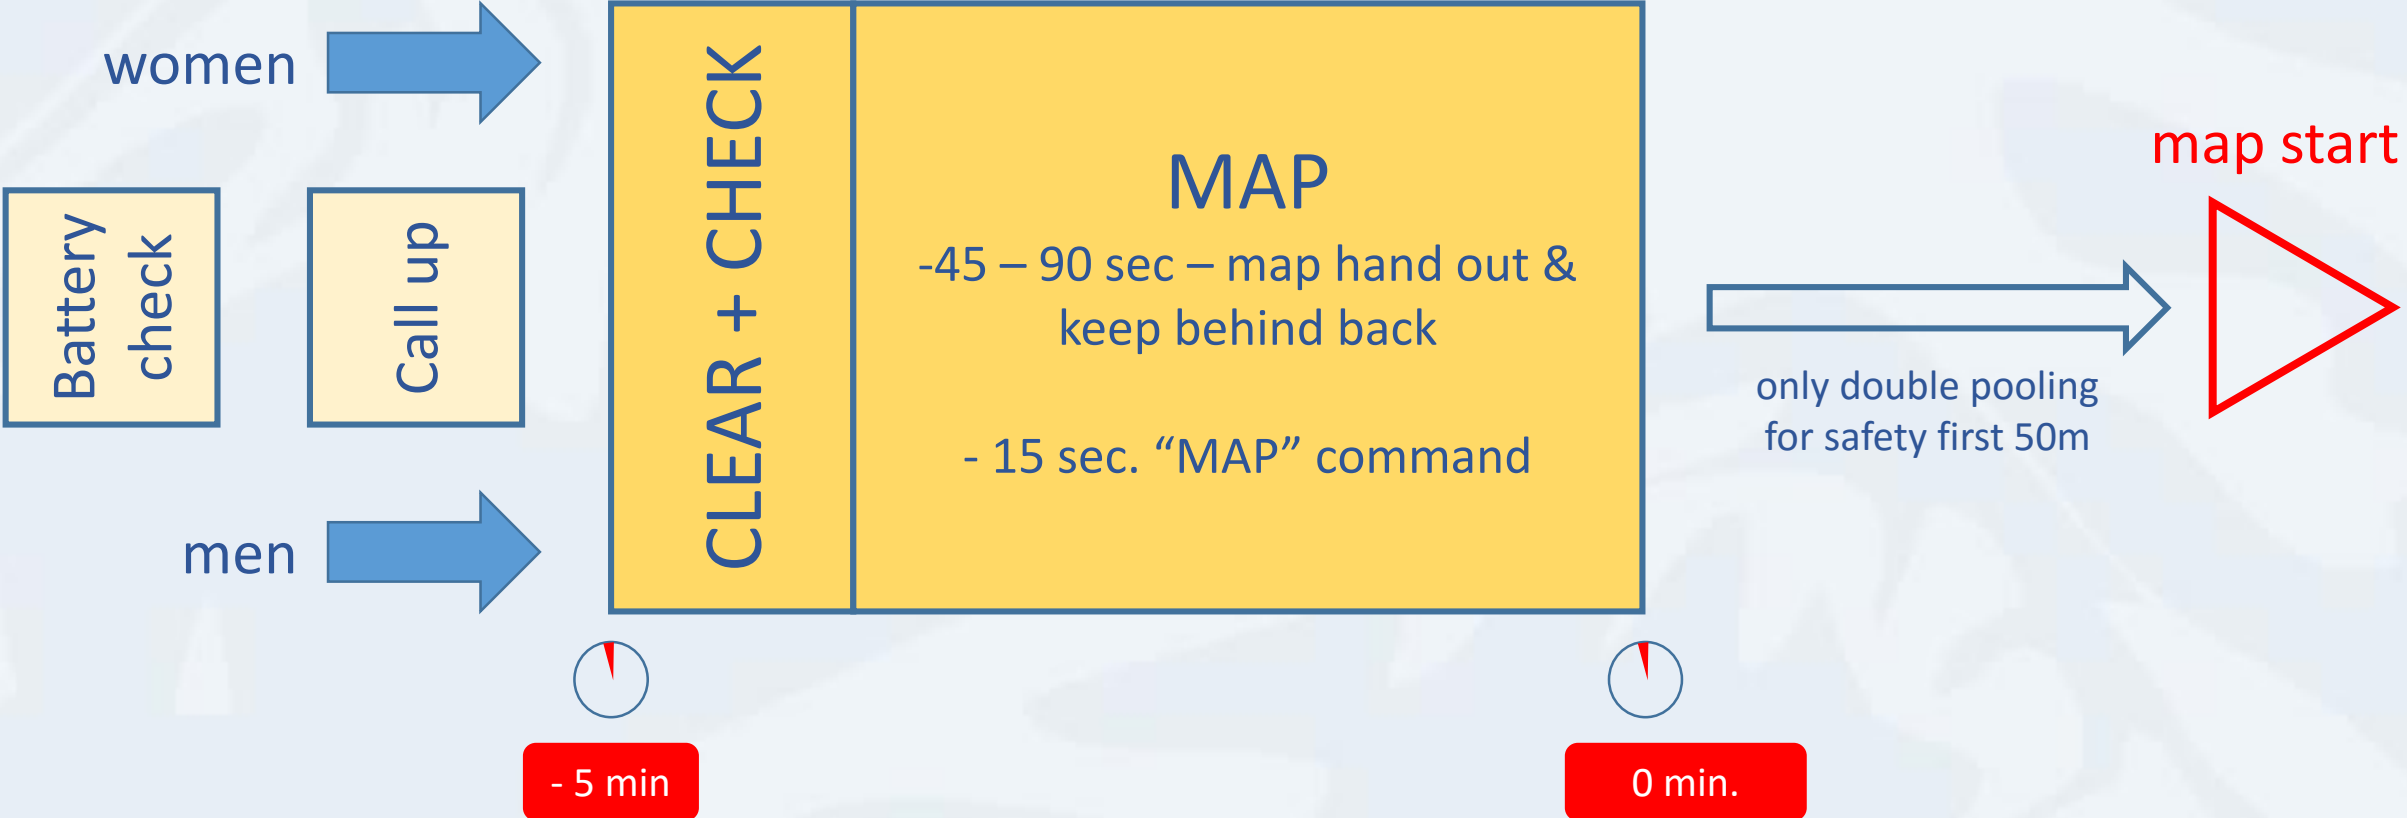 women
Battery
check
Call up
men
CLEAR + CHECK
MAP
-45 – 90 sec – map hand out &
keep behind back
- 15 sec. “MAP” command
only double pooling
for safety first 50m
map start
- 5 min
0 min.